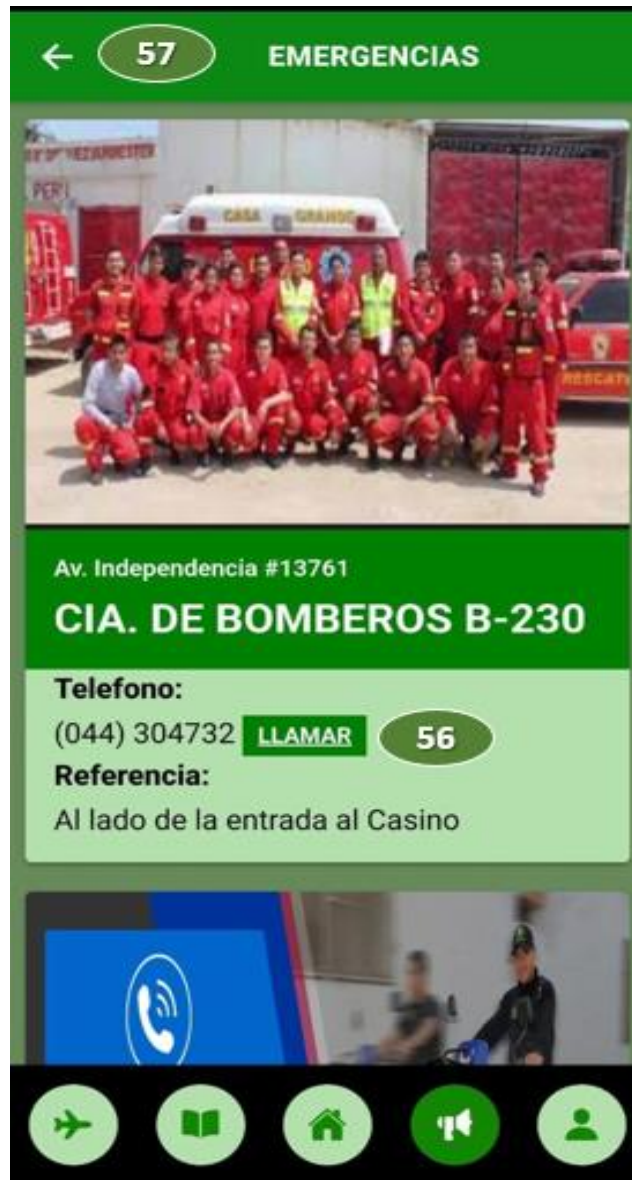 57 EMERGENCIAS
PERU
CASA GRANDE
RESCATE
Av. Independencia #13761
CIA. DE BOMBEROS B-230
Telefono:
(044) 304732 LLAMAR 56
Referencia:
Al lado de la entrada al Casino